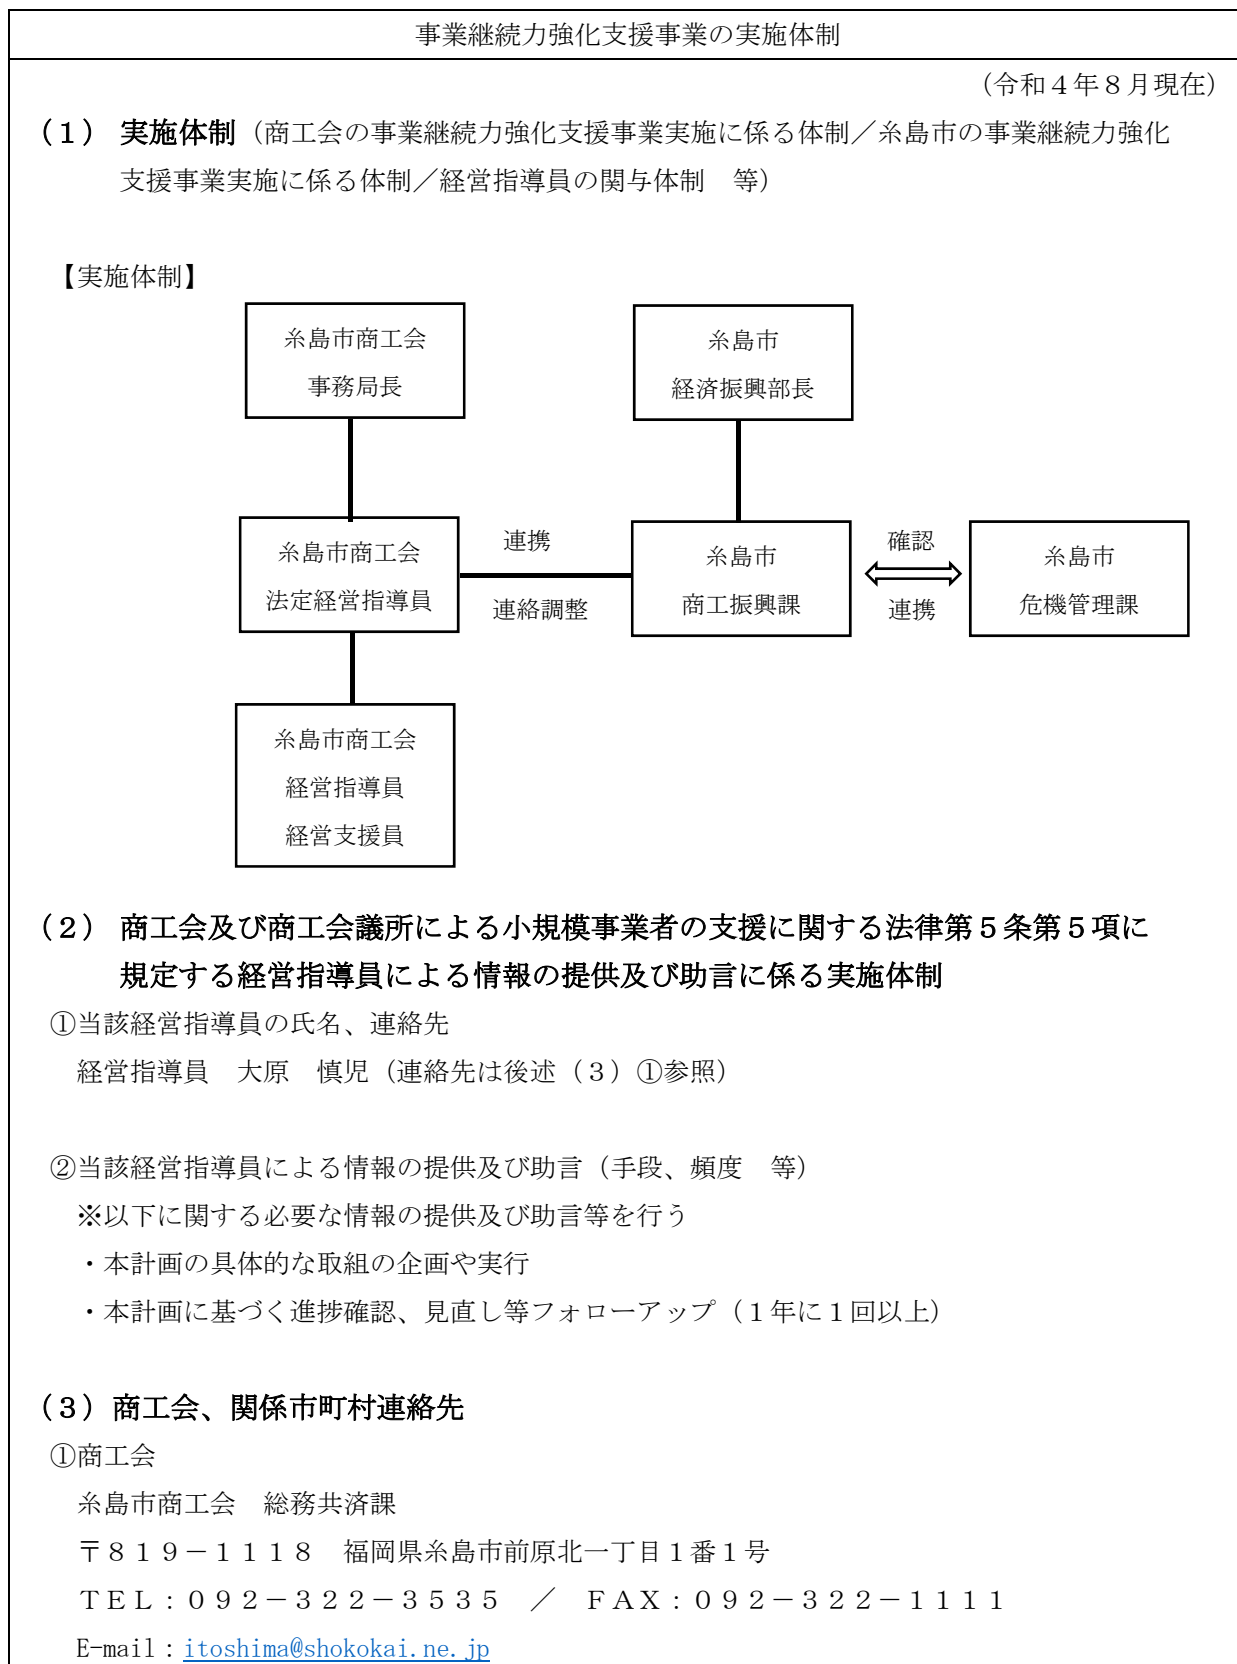 事業継続力強化支援事業の実施体制
(令和４年８月現在)
(１) 実施体制(商工会の事業継続力強化支援事業実施に係る体制／糸島市の事業継続力強化
支援事業実施に係る体制／経営指導員の関与体制　等)
【実施体制】
糸島市商工会
事務局長
糸島市
経済振興部長
糸島市商工会
法定経営指導員
連携
連絡調整
糸島市
商工振興課
確認
連携
糸島市
危機管理課
糸島市商工会
経営指導員
経営支援員
(２) 商工会及び商工会議所による小規模事業者の支援に関する法律第５条第５項に
規定する経営指導員による情報の提供及び助言に係る実施体制
①当該経営指導員の氏名、連絡先
経営指導員　大原　慎児(連絡先は後述(３)①参照)
②当該経営指導員による情報の提供及び助言(手段、頻度　等)
※以下に関する必要な情報の提供及び助言等を行う
・本計画の具体的な取組の企画や実行
・本計画に基づく進捗確認、見直し等フォローアップ(１年に１回以上)
(３)商工会、関係市町村連絡先
①商工会
糸島市商工会　総務共済課
〒８１９－１１１８　福岡県糸島市前原北一丁目１番１号
ＴＥＬ：０９２－３２２－３５３５　／　ＦＡＸ：０９２－３２２－１１１１
E-mail：itoshima@shokokai.ne.jp